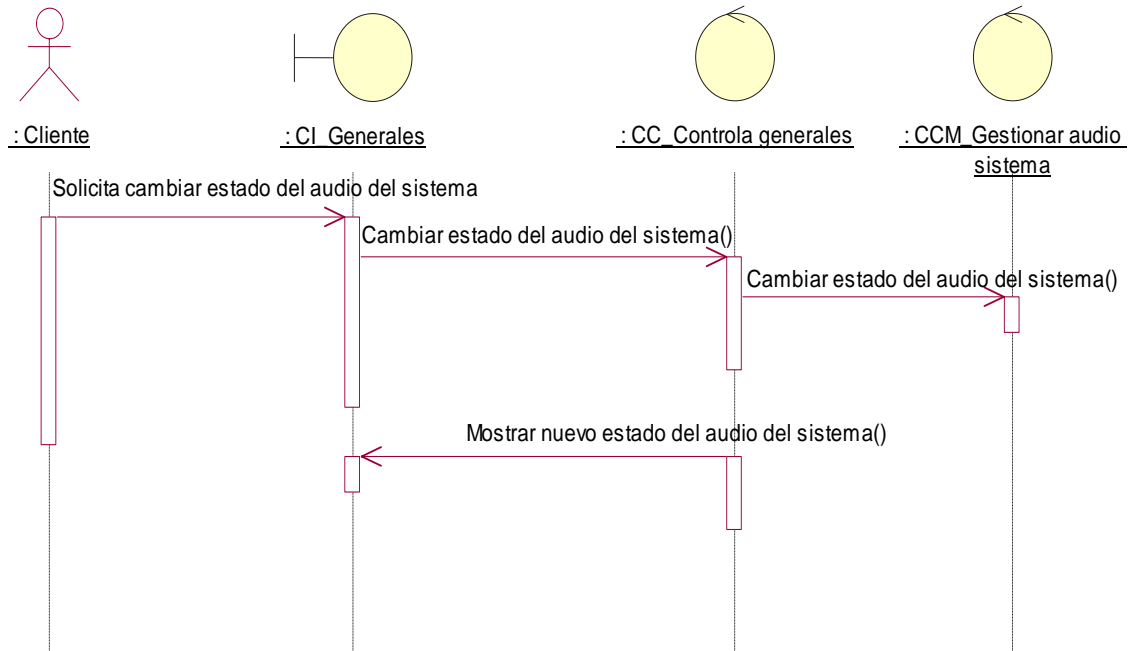 : Cliente
: CI_Generales
: CC_Controla generales
: CCM_Gestionar audio
sistema
Solicita cambiar estado del audio del sistema
Cambiar estado del audio del sistema()
Cambiar estado del audio del sistema()
Mostrar nuevo estado del audio del sistema()